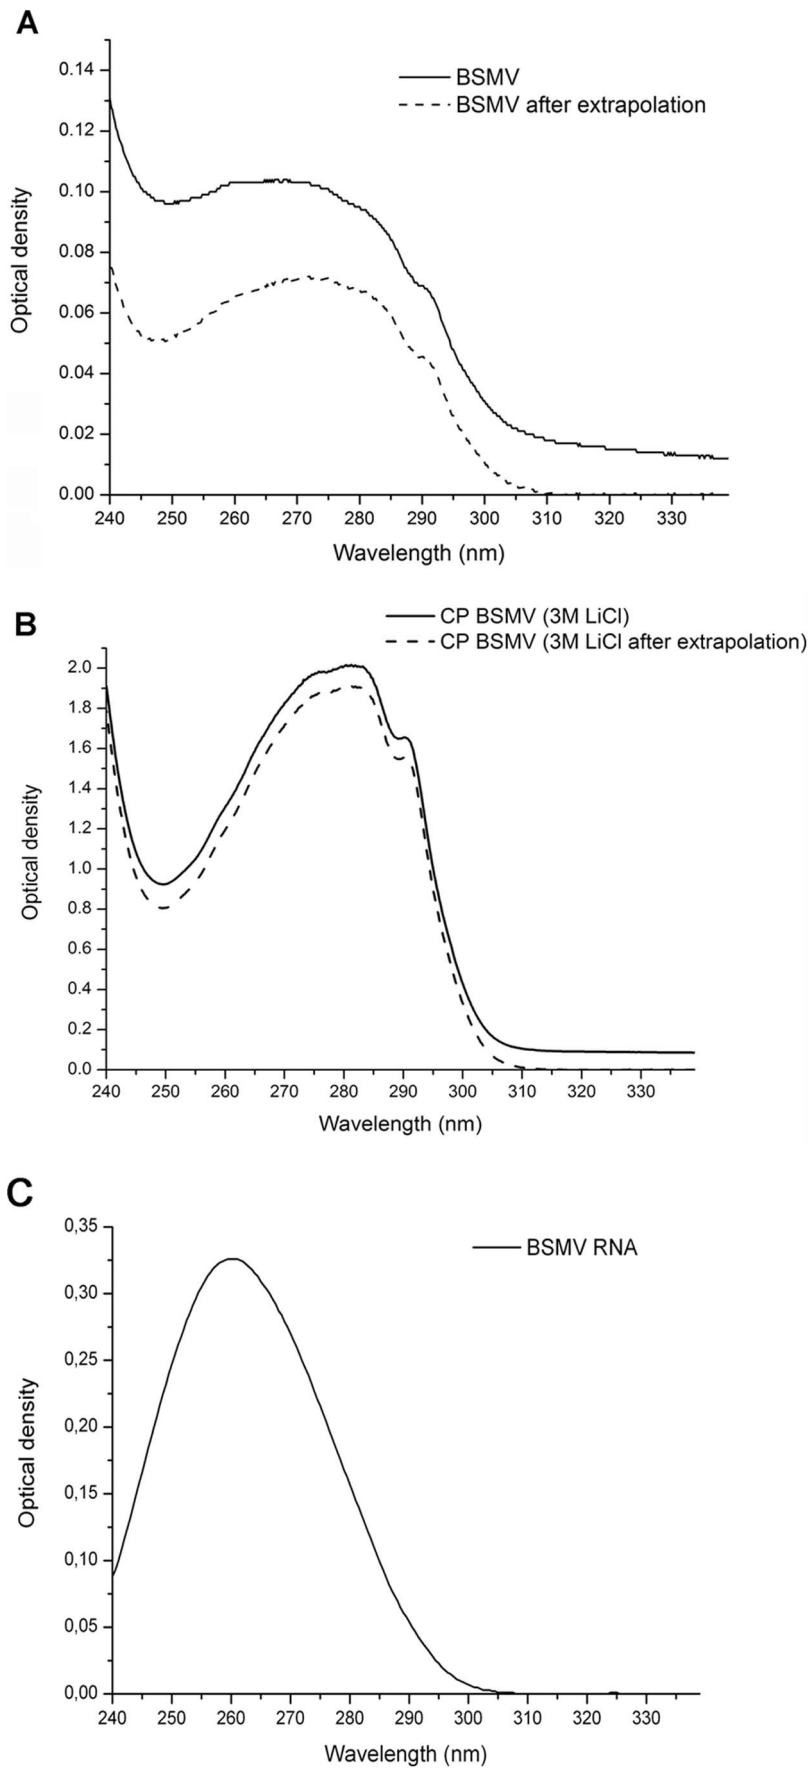 A
0.14
0.12
0.10
0.08
0.06
0.04
0.02
0.00
Optical density
BSMV
BSMV after extrapolation
240 250 260 270 280 290 300 310 320 330
Wavelength (nm)
B
CP BSMV (3M LiCl)
CP BSMV (3M LiCl after extrapolation)
2.0
1.8
1.6
1.4
1.2
1.0
0.8
0.6
0.4
0.2
0.0
Optical density
240 250 260 270 280 290 300 310 320 330
Wavelength (nm)
C
0,35
0,30
0,25
0,20
0,15
0,10
0,05
0,00
Optical density
BSMV RNA
240 250 260 270 280 290 300 310 320 330
Wavelength (nm)